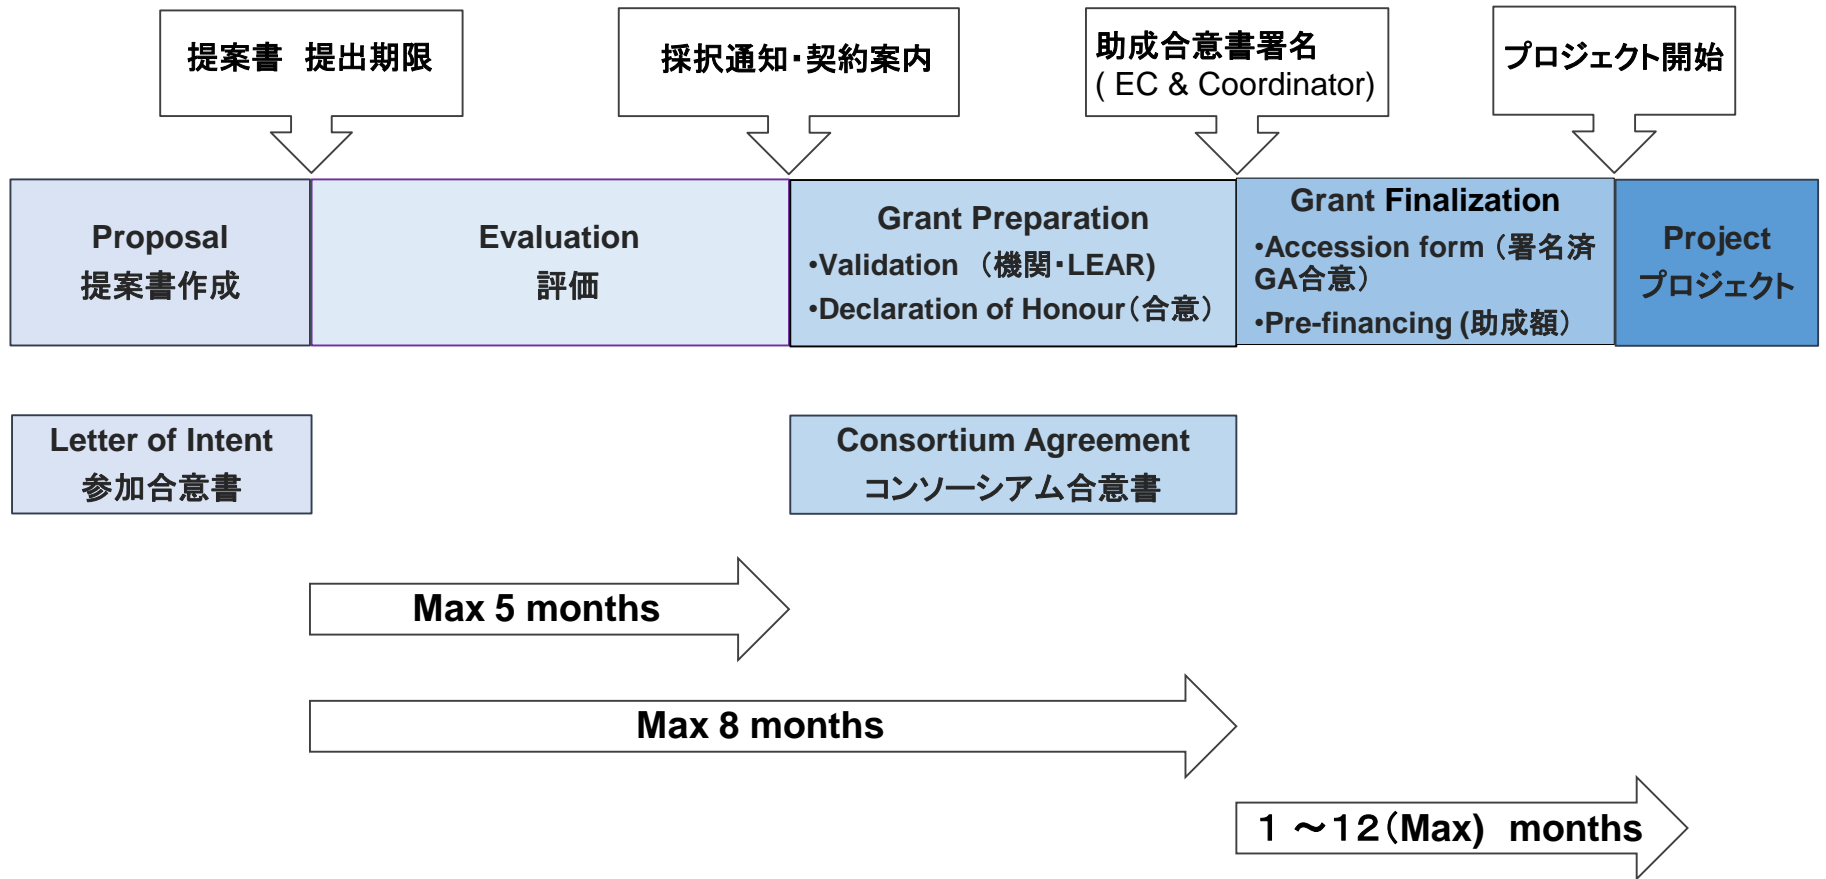 提案書　提出期限
採択通知・契約案内
助成合意書署名
( EC & Coordinator)
プロジェクト開始
Proposal
提案書作成
Evaluation
評価
Grant Preparation
•Validation （機関・LEAR)
•Declaration of Honour（合意）
Grant Finalization
•Accession form（署名済
GA合意）
•Pre-financing (助成額）
Project
プロジェクト
Letter of Intent
参加合意書
Consortium Agreement
コンソーシアム合意書
Max 5 months
Max 8 months
１～１２（Max)　months